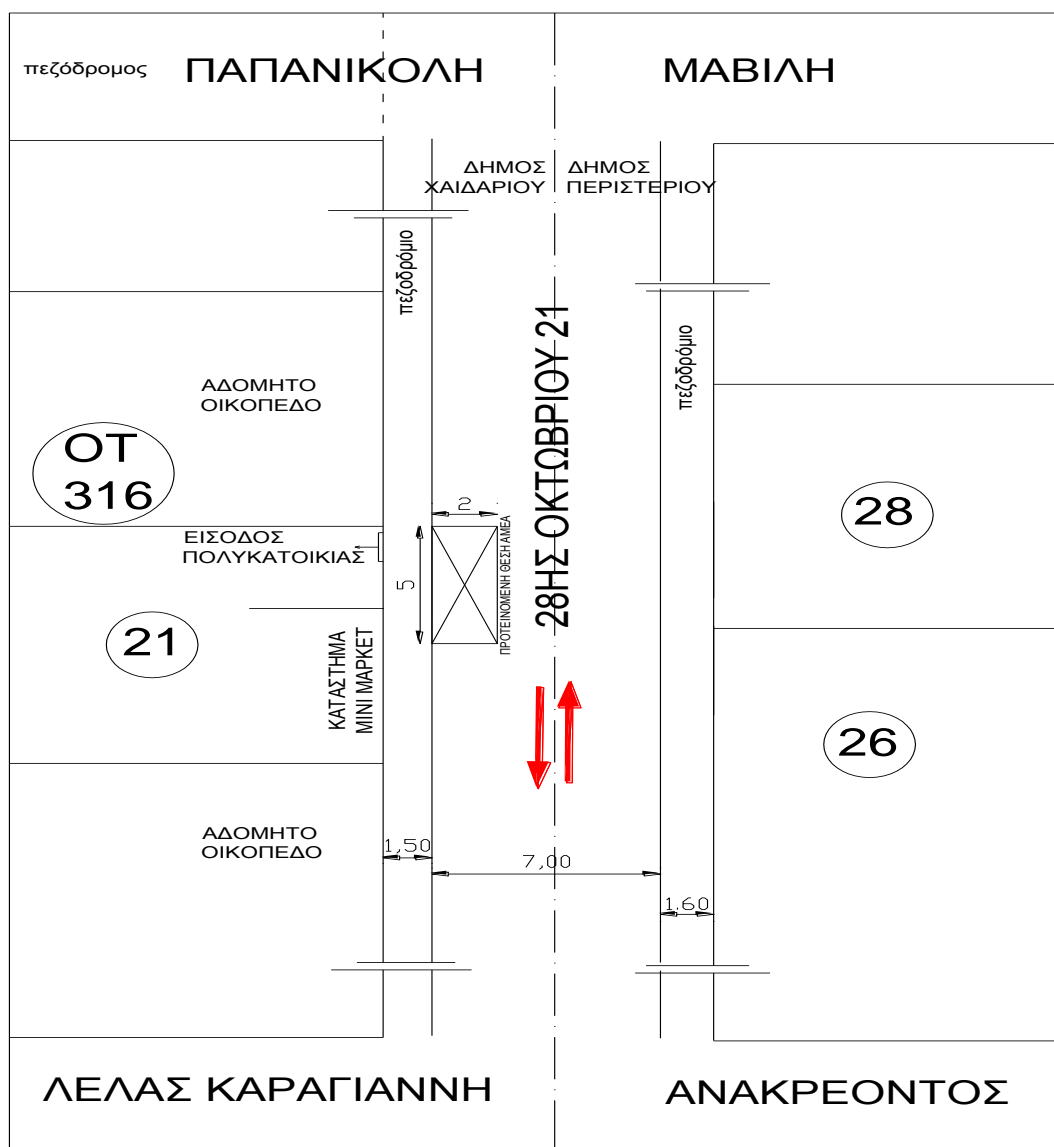 πεζόδρομος
ΠΑΠΑΝΙΚΟΛΗ
ΜΑΒΙΛΗ
ΔΗΜΟΣ
ΧΑΙΔΑΡΙΟΥ
ΔΗΜΟΣ
ΠΕΡΙΣΤΕΡΙΟΥ
πεζοδρόμιο
πεζοδρόμιο
28ΗΣ ΟΚΤΩΒΡΙΟΥ 21
ΑΔΟΜΗΤΟ
ΟΙΚΟΠΕΔΟ
ΟΤ
316
2
28
ΕΙΣΟΔΟΣ
ΠΟΛΥΚΑΤΟΙΚΙΑΣ
5
ΠΡΟΤΕΙΝΟΜΕΝΗ ΘΕΣΗ ΑΜΕΑ
21
ΚΑΤΑΣΤΗΜΑ
ΜΙΝΙ ΜΑΡΚΕΤ
26
ΑΔΟΜΗΤΟ
ΟΙΚΟΠΕΔΟ
1,50
7,00
1.60
ΛΕΛΑΣ ΚΑΡΑΓΙΑΝΝΗ
ΑΝΑΚΡΕΟΝΤΟΣ